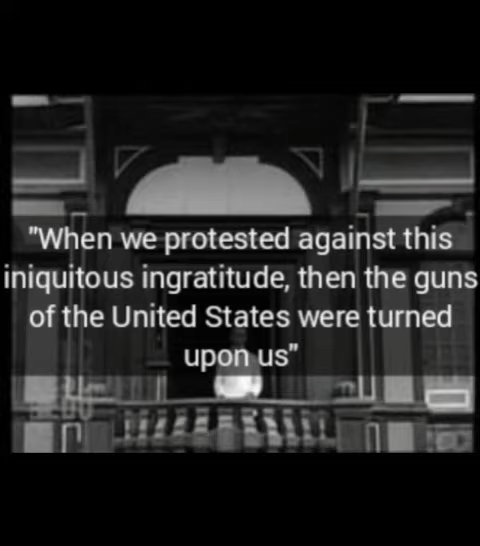 "When we protested against this
iniquitous ingratitude, then the guns
of the United States were turned
upon us"